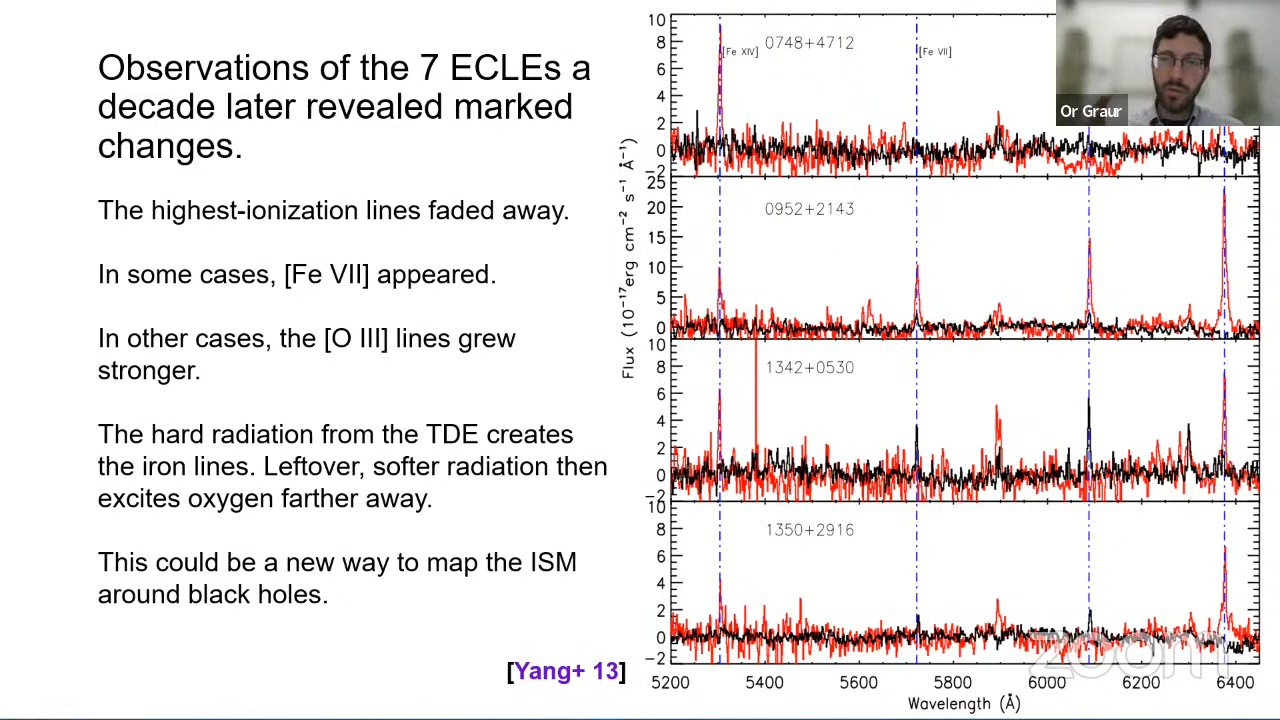 Observations of the 7 ECLEs a
decade later revealed marked
changes.
The highest-ionization lines faded away.
In some cases, [Fe VII] appeared.
In other cases, the [O III] lines grew
stronger.
The hard radiation from the TDE creates
the iron lines. Leftover, softer radiation then
excites oxygen farther away.
This could be a new way to map the ISM
around black holes.
[Yang+ 13]
Flux (10⁻¹⁷erg cm⁻² s⁻¹ Å⁻¹)
10
8
6
4
2
0
-2
[Fe XIV]
0748+4712
[Fe VII]
25
20
15
10
5
0
0952+2143
10
8
6
4
2
0
-2
1342+0530
10
8
6
4
2
0
-2
1350+2916
5200 5400 5600 5800 6000 6200 6400
Wavelength (Å)
Or Graur
zoom